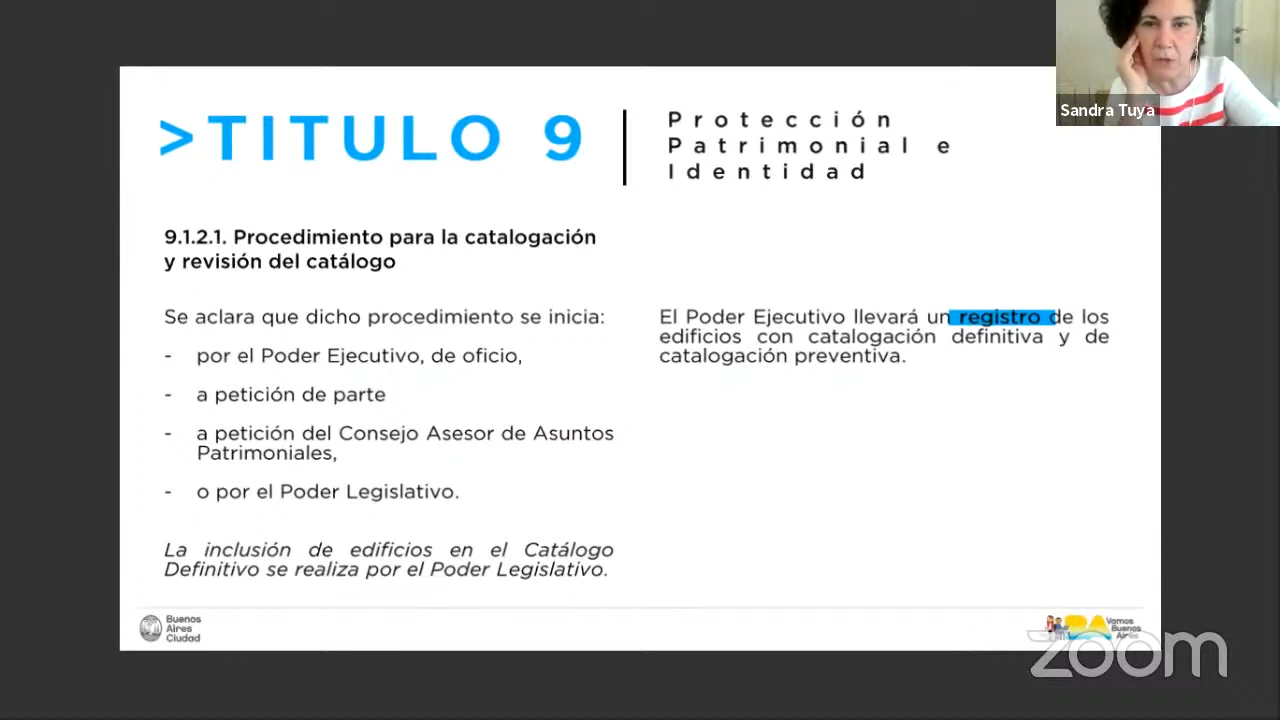 Sandra Tuya
>TITULO 9
Protección
Patrimonial e
Identidad
9.1.2.1. Procedimiento para la catalogación
y revisión del catálogo
Se aclara que dicho procedimiento se inicia:
- por el Poder Ejecutivo, de oficio,
- a petición de parte
- a petición del Consejo Asesor de Asuntos
Patrimoniales,
- o por el Poder Legislativo.
La inclusión de edificios en el Catálogo
Definitivo se realiza por el Poder Legislativo.
El Poder Ejecutivo llevará un registro de los
edificios con catalogación definitiva y de
catalogación preventiva.
Buenos
Aires
Ciudad
BA
Vamos
Buenos
Aires
zoom